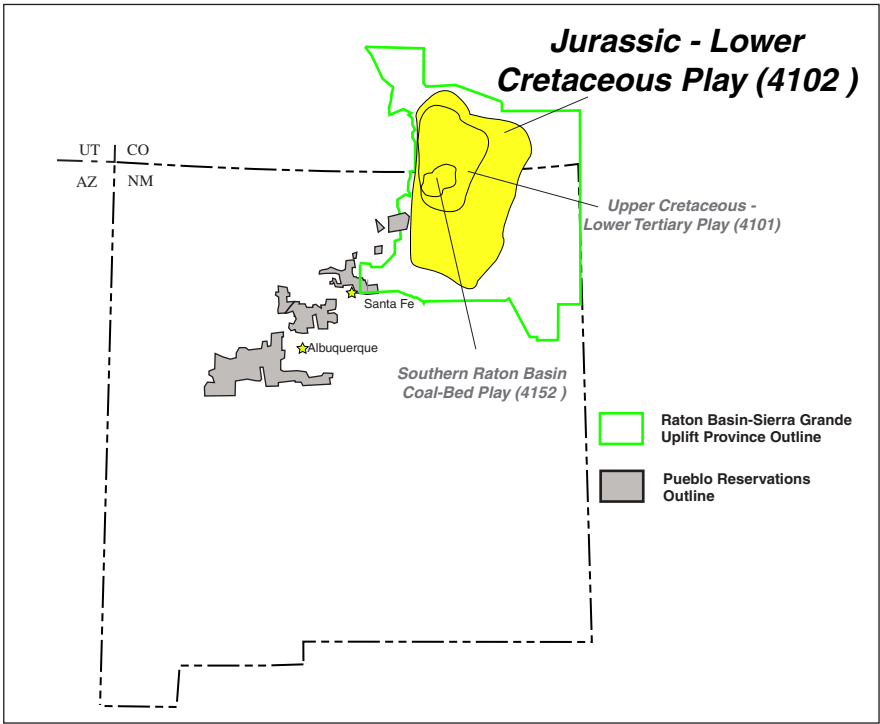 Jurassic - Lower
Cretaceous Play (4102 )
UT CO
AZ NM
Upper Cretaceous -
Lower Tertiary Play (4101)
Santa Fe
Albuquerque
Southern Raton Basin
Coal-Bed Play (4152 )
Raton Basin-Sierra Grande
Uplift Province Outline
Pueblo Reservations
Outline